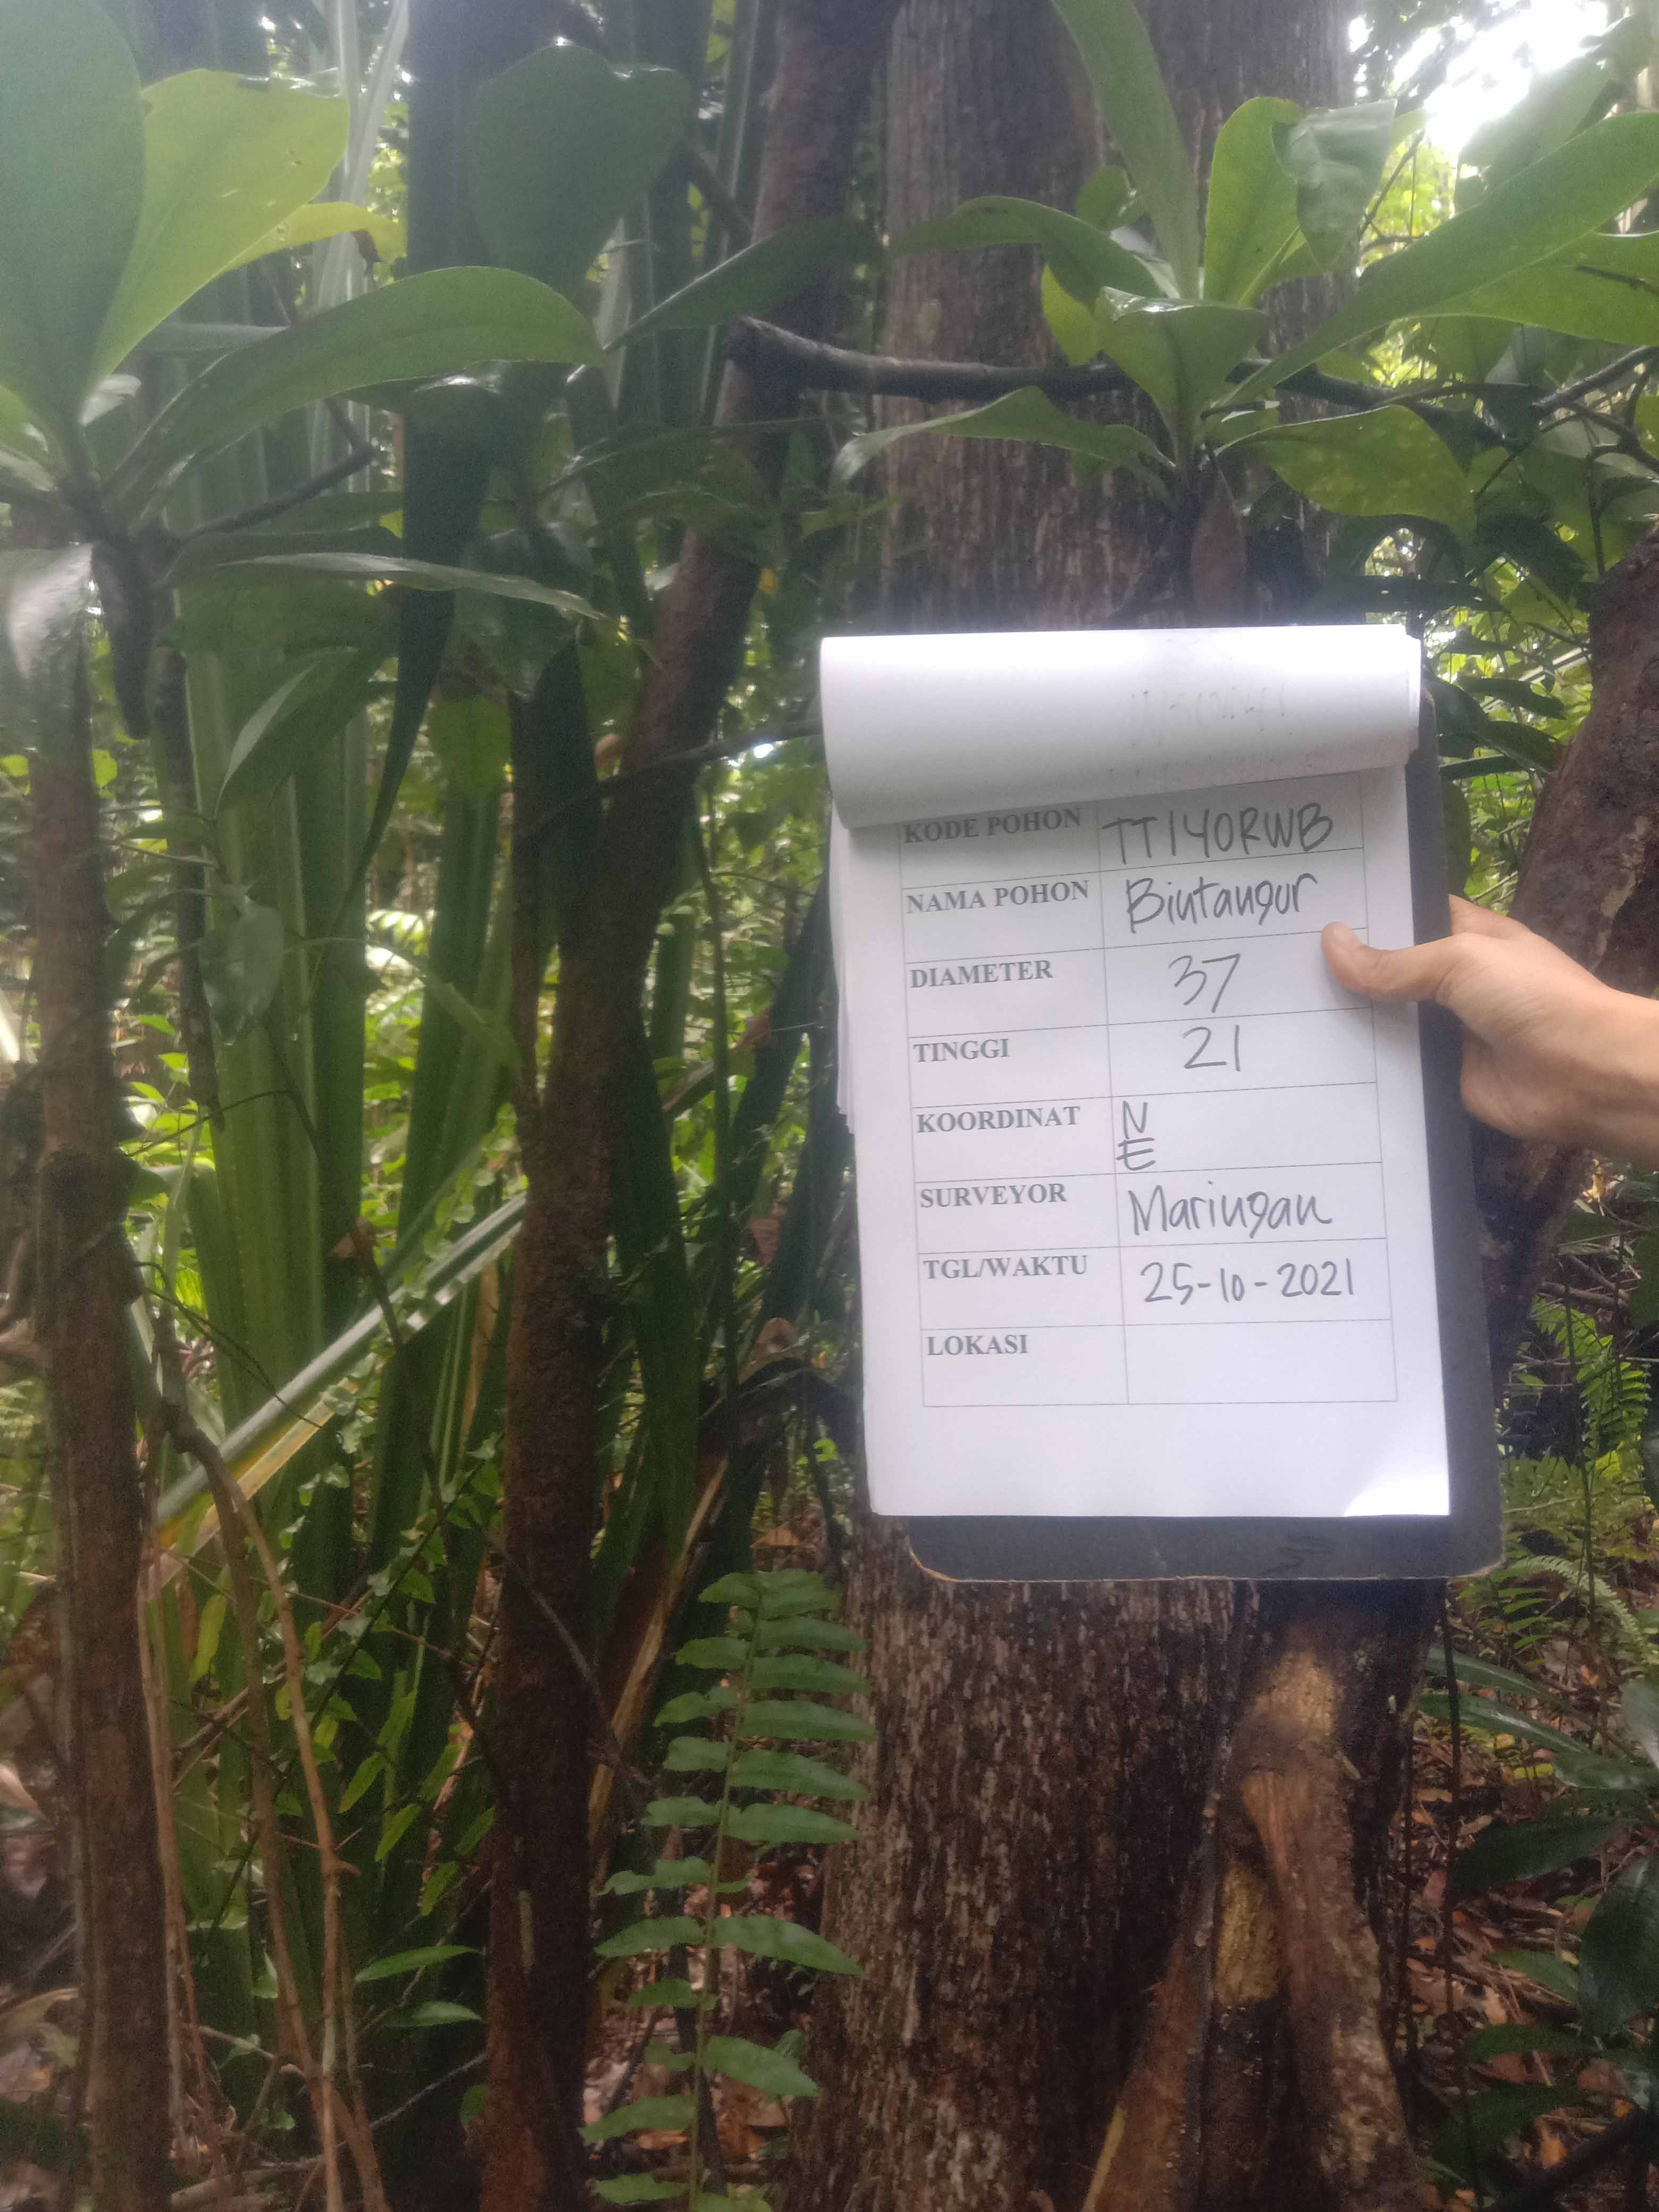 KODE POHON TT140RWB
NAMA POHON Bintangur
DIAMETER 37
TINGGI 21
KOORDINAT N
E
SURVEYOR Maringan
TGL/WAKTU 25-10-2021
LOKASI